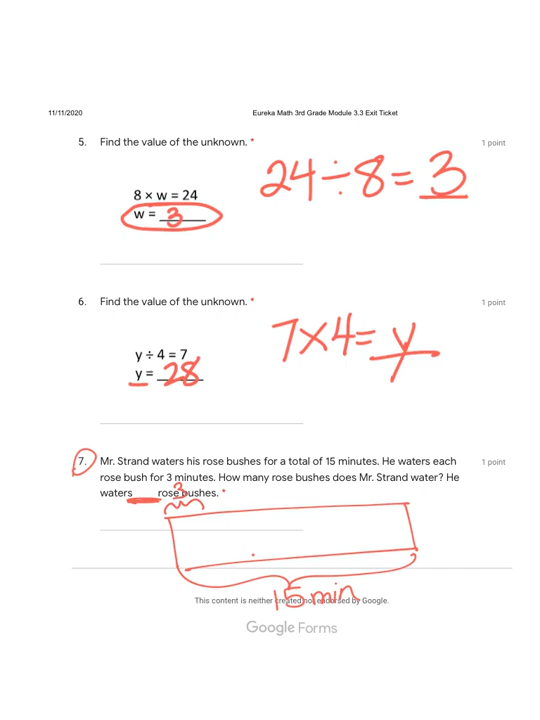 11/11/2020 Eureka Math 3rd Grade Module 3.3 Exit Ticket
5. Find the value of the unknown. * 1 point
24÷8=3
8 × w = 24
w = 3
6. Find the value of the unknown. * 1 point
7×4=y
y ÷ 4 = 7
y = 28
7. Mr. Strand waters his rose bushes for a total of 15 minutes. He waters each 1 point
rose bush for 3 minutes. How many rose bushes does Mr. Strand water? He
waters rose bushes. *
3
15 min
This content is neither created nor endorsed by Google.
Google Forms